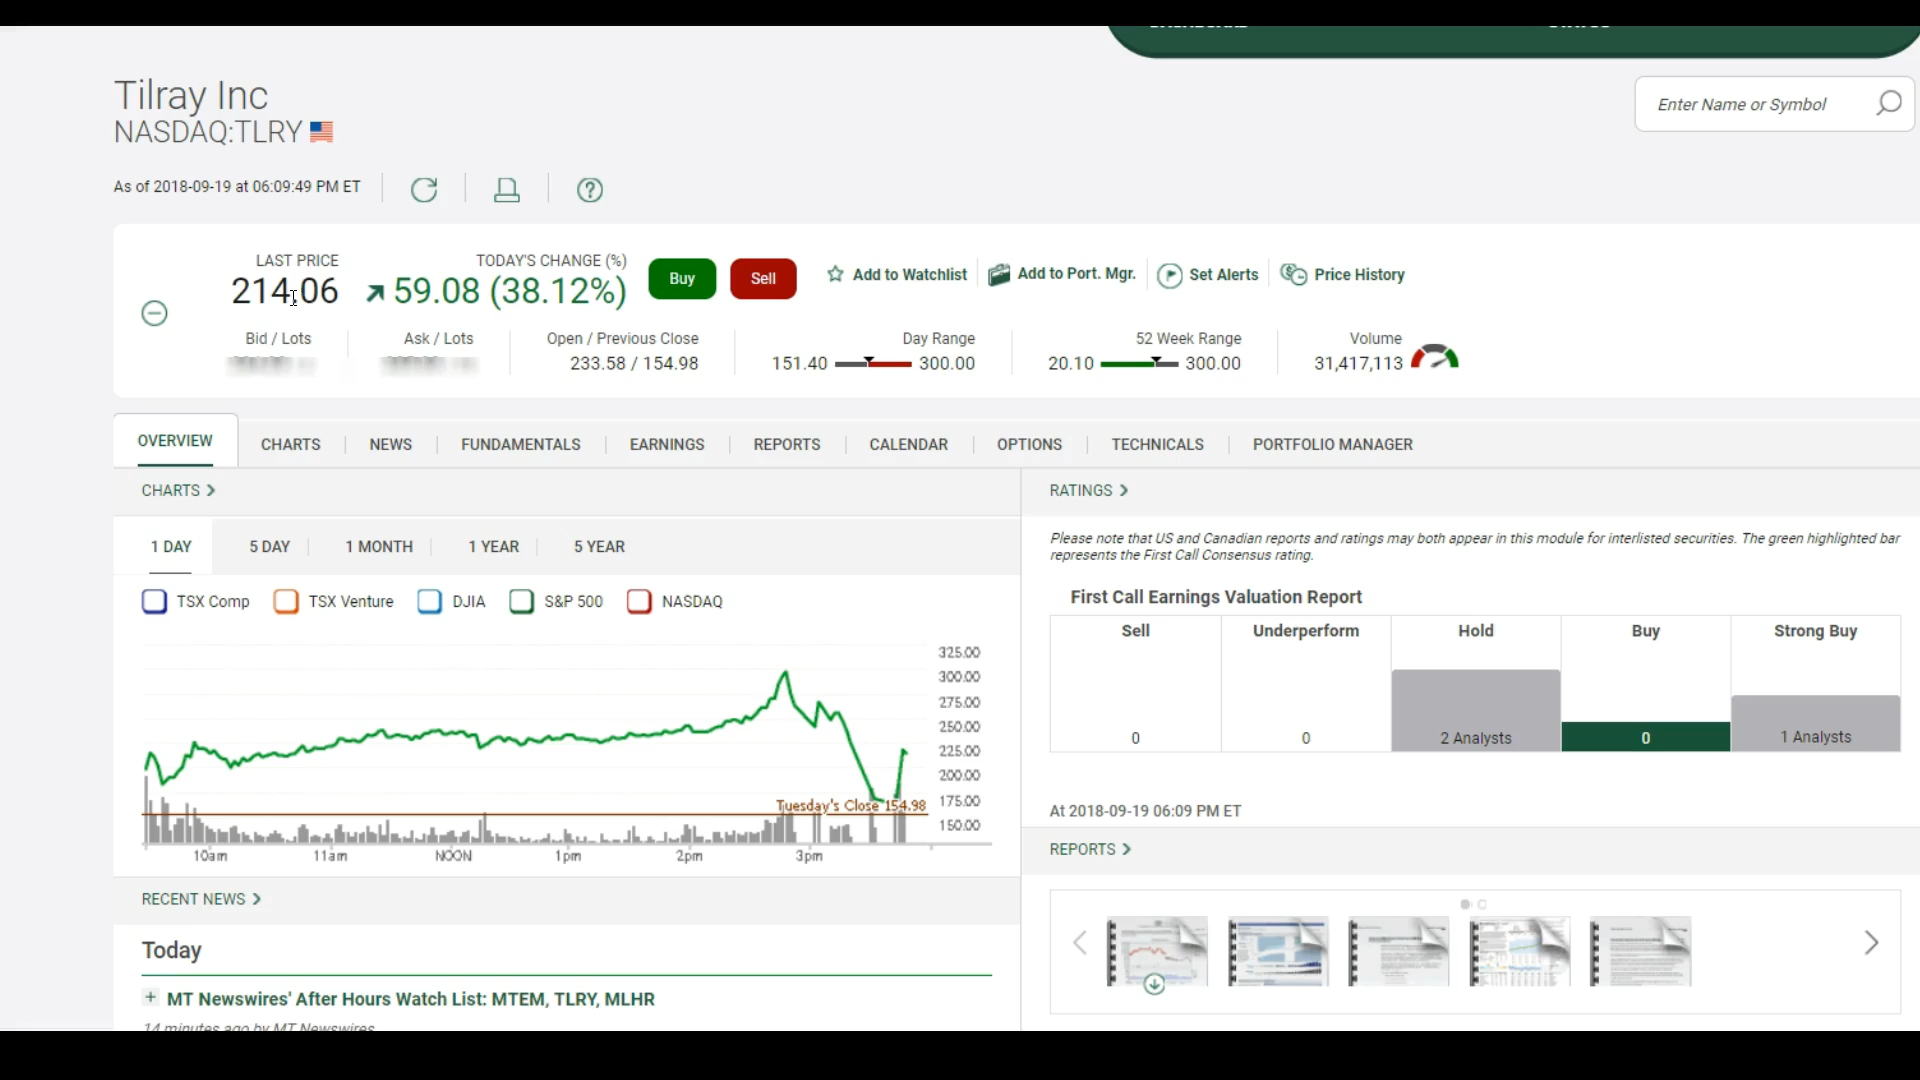 Tilray Inc
NASDAQ:TLRY
Enter Name or Symbol
As of 2018-09-19 at 06:09:49 PM ET
LAST PRICE
214.06
TODAY'S CHANGE (%)
59.08 (38.12%)
Buy
Sell
Add to Watchlist
Add to Port. Mgr.
Set Alerts
Price History
Bid / Lots
Ask / Lots
Open / Previous Close
233.58 / 154.98
Day Range
151.40 300.00
52 Week Range
20.10 300.00
Volume
31,417,113
OVERVIEW CHARTS NEWS FUNDAMENTALS EARNINGS REPORTS CALENDAR OPTIONS TECHNICALS PORTFOLIO MANAGER
CHARTS
1 DAY 5 DAY 1 MONTH 1 YEAR 5 YEAR
TSX Comp TSX Venture DJIA S&P 500 NASDAQ
325.00
300.00
275.00
250.00
225.00
200.00
175.00
150.00
Tuesday's Close 154.98
10am 11am NOON 1pm 2pm 3pm
RECENT NEWS
Today
+ MT Newswires' After Hours Watch List: MTEM, TLRY, MLHR
14 minutes ago by MT Newswires
RATINGS
Please note that US and Canadian reports and ratings may both appear in this module for interlisted securities. The green highlighted bar
represents the First Call Consensus rating.
First Call Earnings Valuation Report
Sell Underperform Hold Buy Strong Buy
0 0 2 Analysts 0 1 Analysts
At 2018-09-19 06:09 PM ET
REPORTS